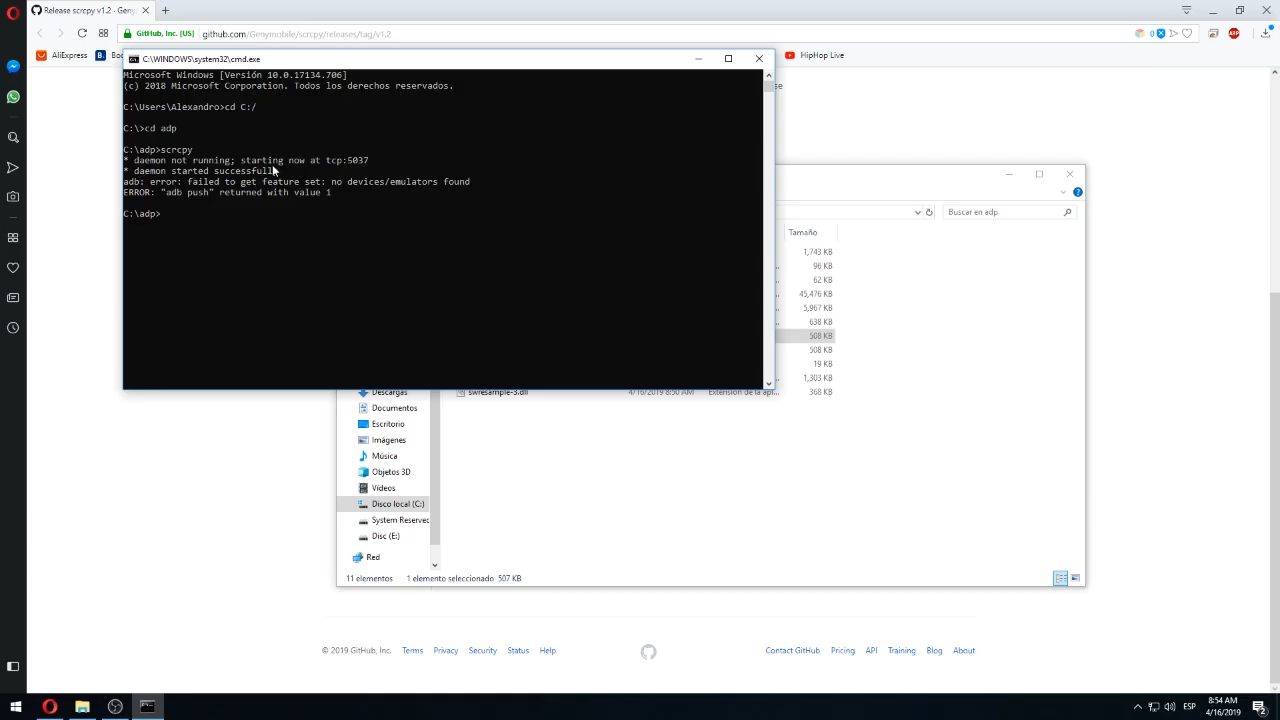 Release scrcpy v1.2 · Geny
GitHub, Inc. [US]
github.com/Genymobile/scrcpy/releases/tag/v1.2
0
ABP
AliExpress
B
HipHop Live
C:\WINDOWS\system32\cmd.exe
Microsoft Windows [Versión 10.0.17134.706]
(c) 2018 Microsoft Corporation. Todos los derechos reservados.
C:\Users\Alexandro>cd C:/
C:\>cd adp
C:\adp>scrcpy
* daemon not running; starting now at tcp:5037
* daemon started successfull
adb: error: failed to get feature set: no devices/emulators found
ERROR: "adb push" returned with value 1
C:\adp>
Buscar en adp
Tamaño
1,743 KB
96 KB
62 KB
45,476 KB
5,967 KB
638 KB
508 KB
508 KB
19 KB
1,303 KB
swresample-3.dll 4/16/2019 8:50 AM Extensión de la apl... 368 KB
Descargas
Documentos
Escritorio
Imágenes
Música
Objetos 3D
Vídeos
Disco local (C:)
System Reserved
Disc (E:)
Red
11 elementos 1 elemento seleccionado 507 KB
© 2019 GitHub, Inc. Terms Privacy Security Status Help
Contact GitHub Pricing API Training Blog About
ESP
8:54 AM
4/16/2019
2